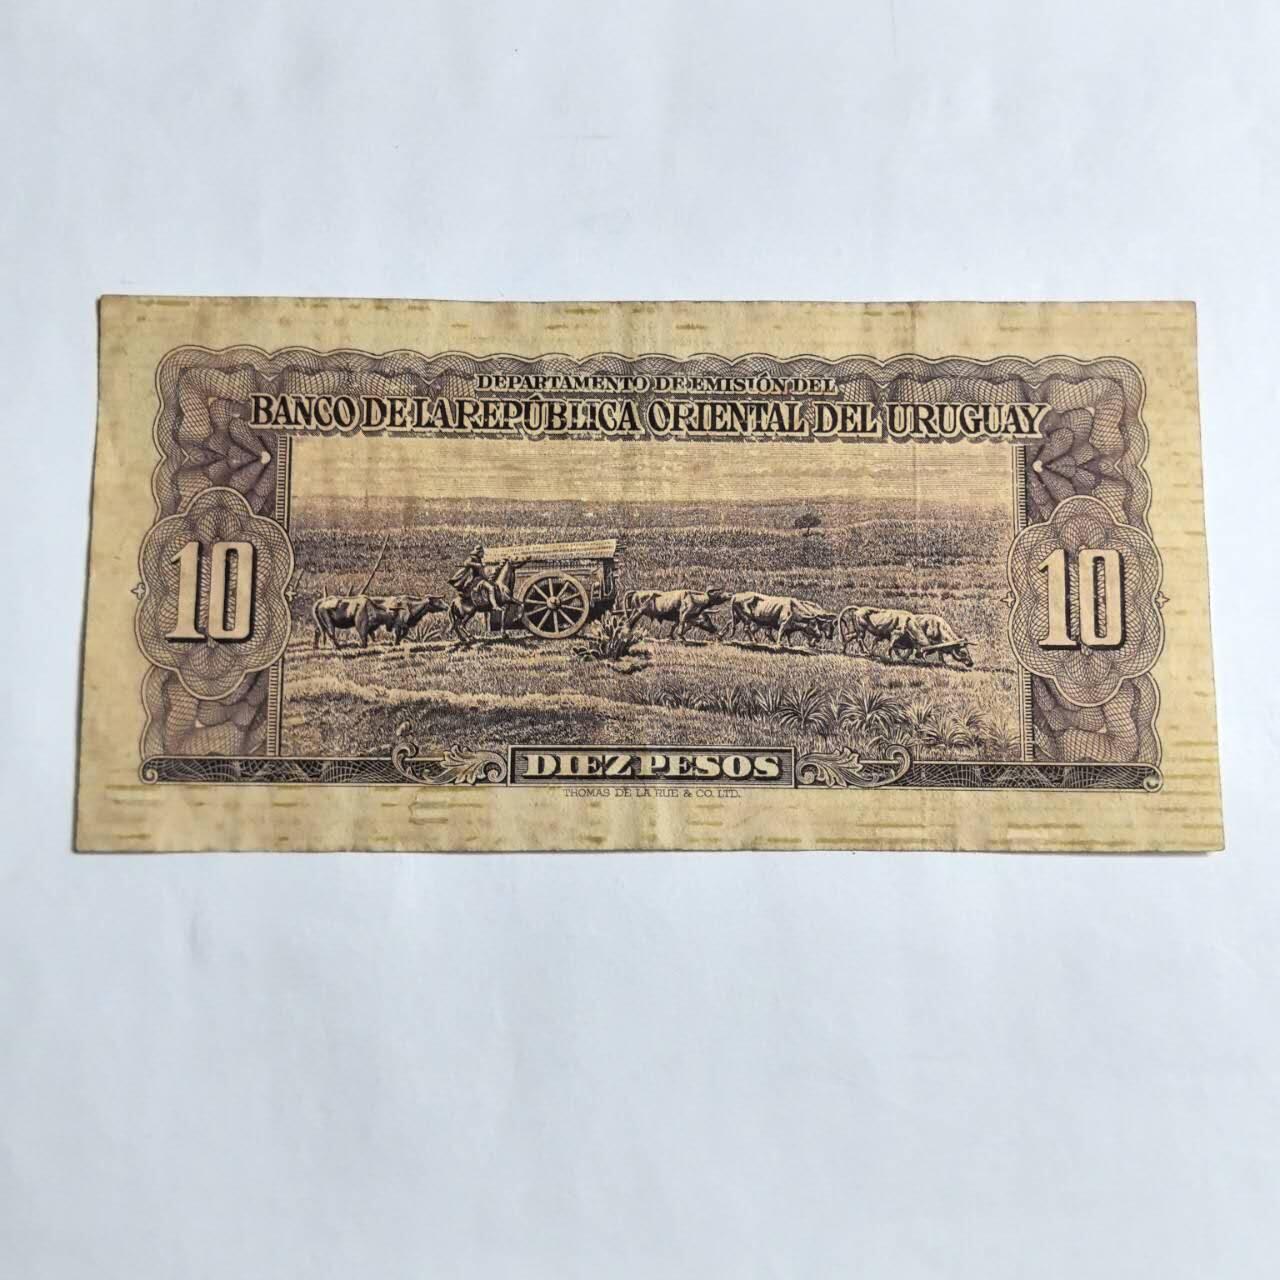 DEPARTAMENTO DE EMISIÓN DEL
BANCO DE LA REPÚBLICA ORIENTAL DEL URUGUAY
10 10
DIEZ PESOS
THOMAS DE LA RUE & CO. LTD.